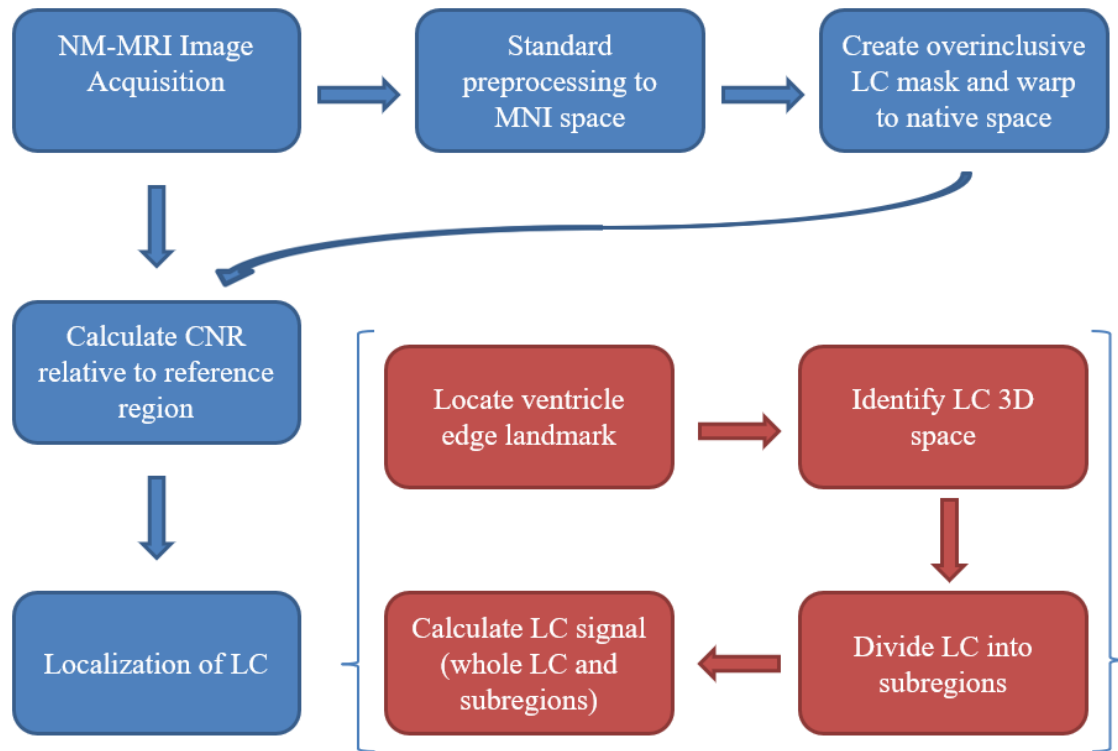 NM-MRI Image
Acquisition
Standard
preprocessing to
MNI space
Create overinclusive
LC mask and warp
to native space
Calculate CNR
relative to reference
region
Locate ventricle
edge landmark
Identify LC 3D
space
Localization of LC
Calculate LC signal
(whole LC and
subregions)
Divide LC into
subregions